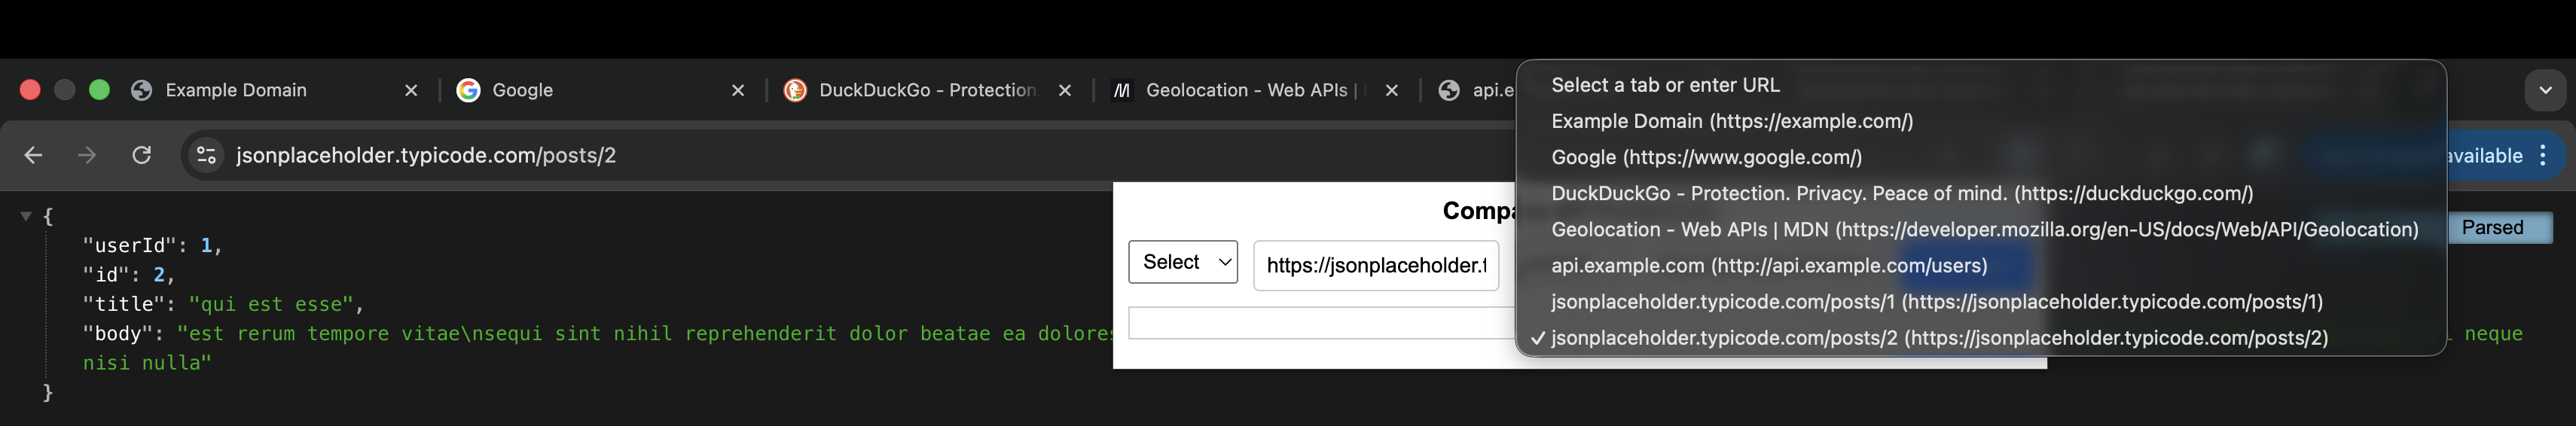 Example Domain
Google
DuckDuckGo - Protection
Geolocation - Web APIs |
api.e
jsonplaceholder.typicode.com/posts/2
available
Select a tab or enter URL
Example Domain (https://example.com/)
Google (https://www.google.com/)
DuckDuckGo - Protection. Privacy. Peace of mind. (https://duckduckgo.com/)
Geolocation - Web APIs | MDN (https://developer.mozilla.org/en-US/docs/Web/API/Geolocation)
api.example.com (http://api.example.com/users)
jsonplaceholder.typicode.com/posts/1 (https://jsonplaceholder.typicode.com/posts/1)
✓ jsonplaceholder.typicode.com/posts/2 (https://jsonplaceholder.typicode.com/posts/2)
Parsed
Compa
Select
https://jsonplaceholder.t
{
"userId": 1,
"id": 2,
"title": "qui est esse",
"body": "est rerum tempore vitae\nsequi sint nihil reprehenderit dolor beatae ea dolores neque
nisi nulla"
}